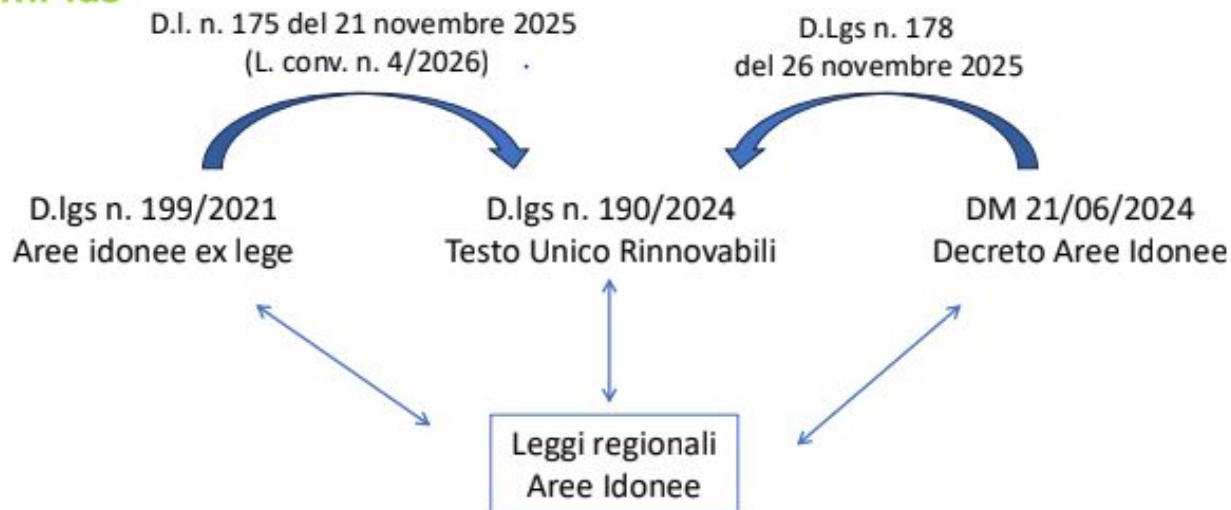 D.l. n. 175 del 21 novembre 2025
(L. conv. n. 4/2026)
D.Lgs n. 178
del 26 novembre 2025
D.lgs n. 199/2021
Aree idonee ex lege
D.lgs n. 190/2024
Testo Unico Rinnovabili
DM 21/06/2024
Decreto Aree Idonee
Leggi regionali
Aree Idonee